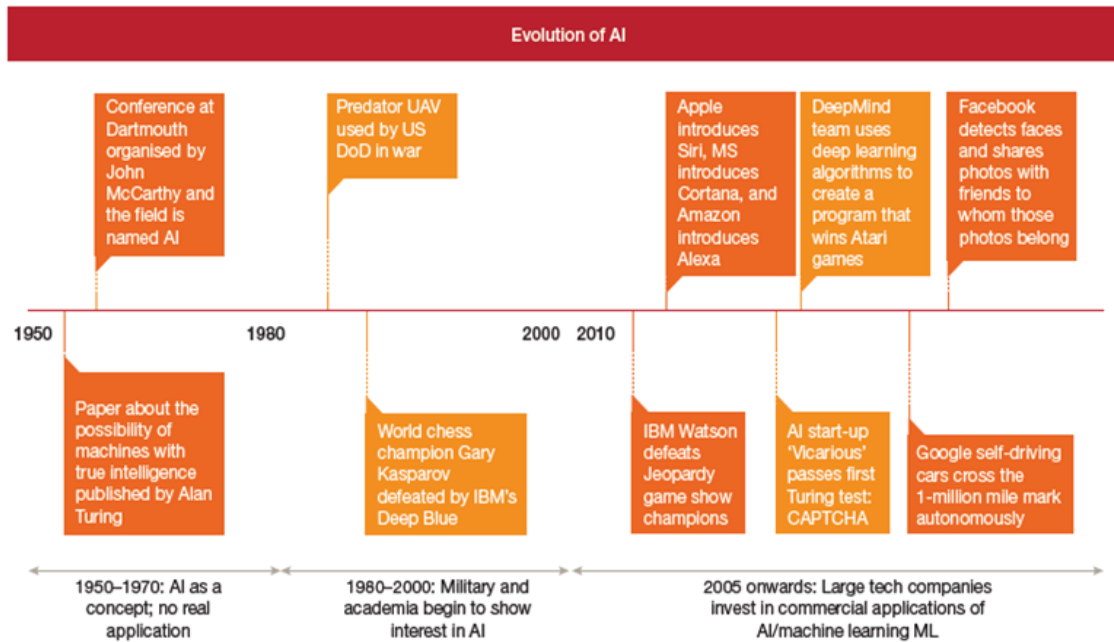 Evolution of AI
Conference at
Dartmouth
organised by
John
McCarthy and
the field is
named AI
Predator UAV
used by US
DoD in war
Apple
introduces
Siri, MS
introduces
Cortana, and
Amazon
introduces
Alexa
DeepMind
team uses
deep learning
algorithms to
create a
program that
wins Atari
games
Facebook
detects faces
and shares
photos with
friends to
whom those
photos belong
1950
1980
2000
2010
Paper about the
possibility of
machines with
true intelligence
published by Alan
Turing
World chess
champion Gary
Kasparov
defeated by IBM's
Deep Blue
IBM Watson
defeats
Jeopardy
game show
champions
AI start-up
'Vicarious'
passes first
Turing test:
CAPTCHA
Google self-driving
cars cross the
1-million mile mark
autonomously
1950–1970: AI as a
concept; no real
application
1980–2000: Military and
academia begin to show
interest in AI
2005 onwards: Large tech companies
invest in commercial applications of
AI/machine learning ML